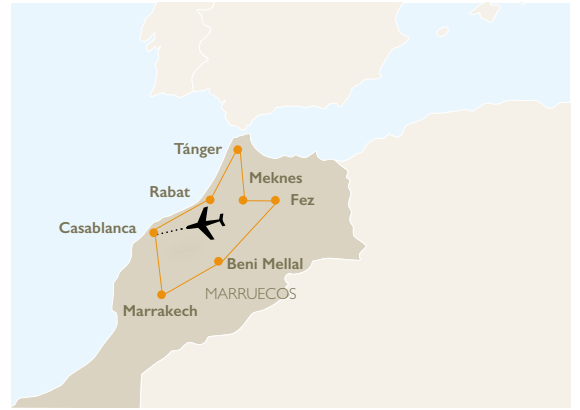 Tánger
Meknes
Rabat
Fez
Casablanca
Beni Mellal
MARRUECOS
Marrakech